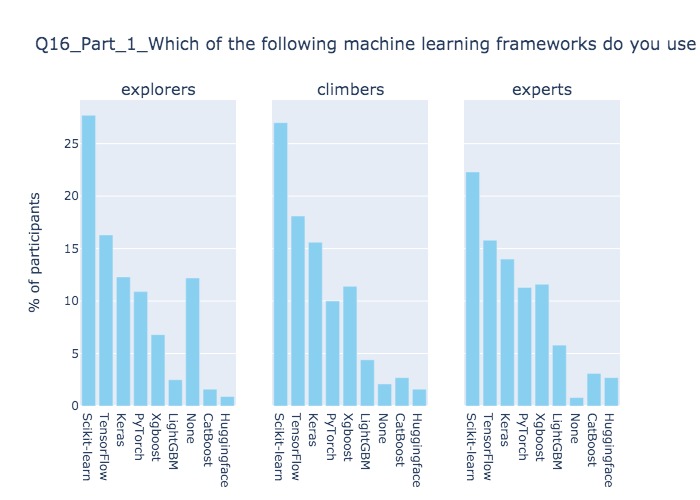 Q16_Part_1_Which of the following machine learning frameworks do you use
explorers
climbers
experts
% of participants
25
20
15
10
5
0
Scikit-learn
TensorFlow
Keras
PyTorch
Xgboost
LightGBM
None
CatBoost
Huggingface
Scikit-learn
TensorFlow
Keras
PyTorch
Xgboost
LightGBM
None
CatBoost
Huggingface
Scikit-learn
TensorFlow
Keras
PyTorch
Xgboost
LightGBM
None
CatBoost
Huggingface